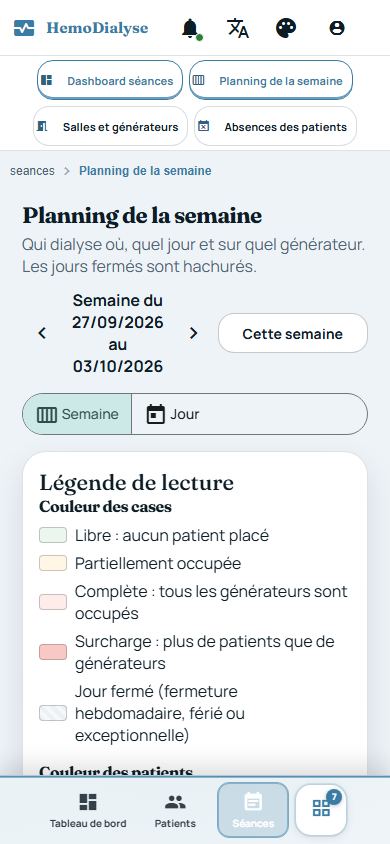 HemoDialyse
Dashboard séances
Planning de la semaine
Salles et générateurs
Absences des patients
seances
Planning de la semaine
Planning de la semaine
Qui dialyse où, quel jour et sur quel générateur.
Les jours fermés sont hachurés.
Semaine du
27/09/2026
au
03/10/2026
Cette semaine
Semaine
Jour
Légende de lecture
Couleur des cases
Libre : aucun patient placé
Partiellement occupée
Complète : tous les générateurs sont
occupés
Surcharge : plus de patients que de
générateurs
Jour fermé (fermeture
hebdomadaire, férié ou
exceptionnelle)
Couleur des patients
7
Tableau de bord
Patients
Séances